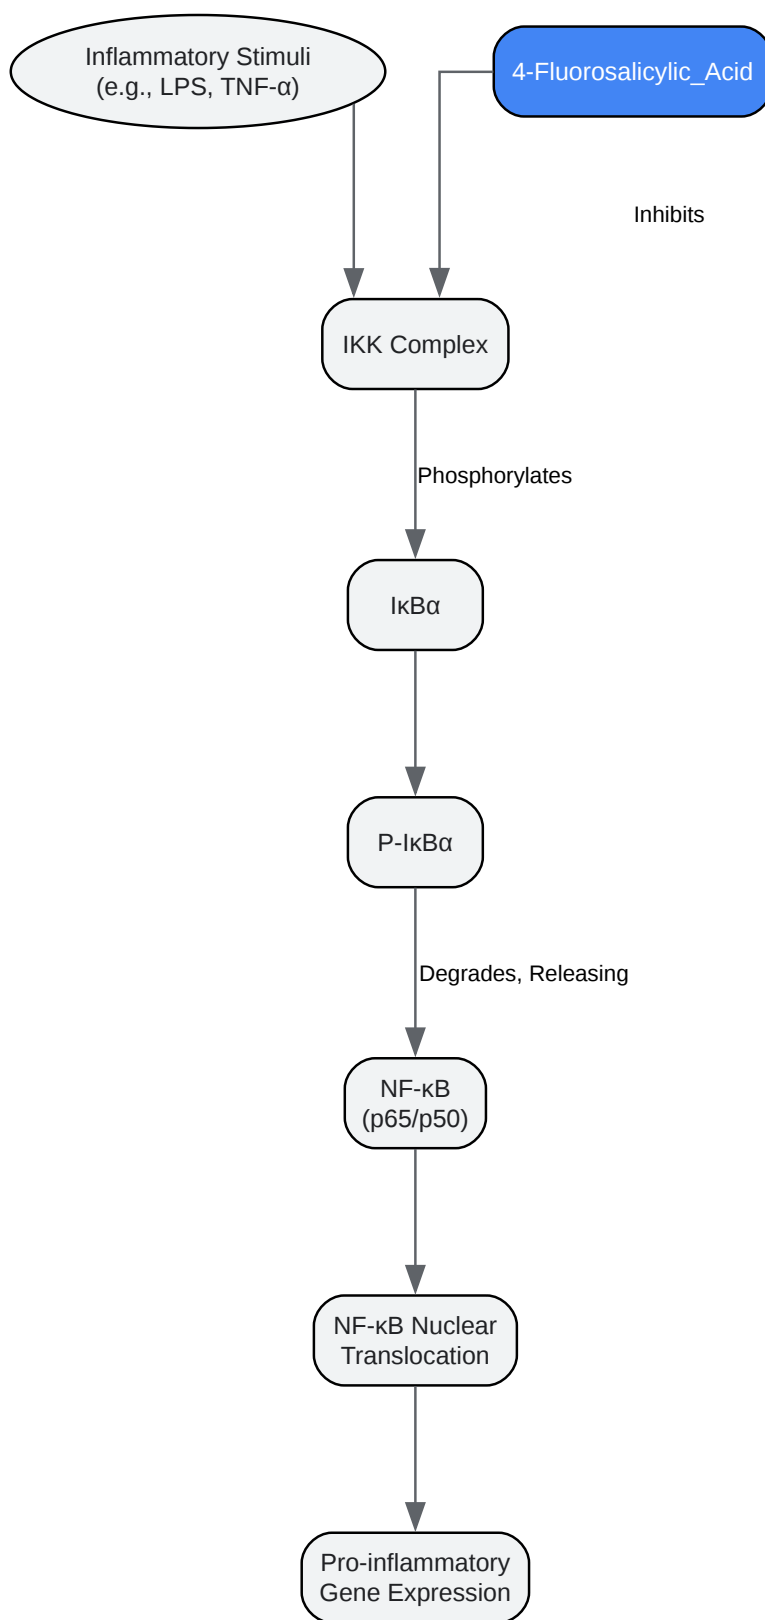 Inflammatory Stimuli
(e.g., LPS, TNF-α)
4-Fluorosalicylic_Acid
Inhibits
IKK Complex
Phosphorylates
IκBα
P-IκBα
Degrades, Releasing
NF-κB
(p65/p50)
NF-κB Nuclear
Translocation
Pro-inflammatory
Gene Expression